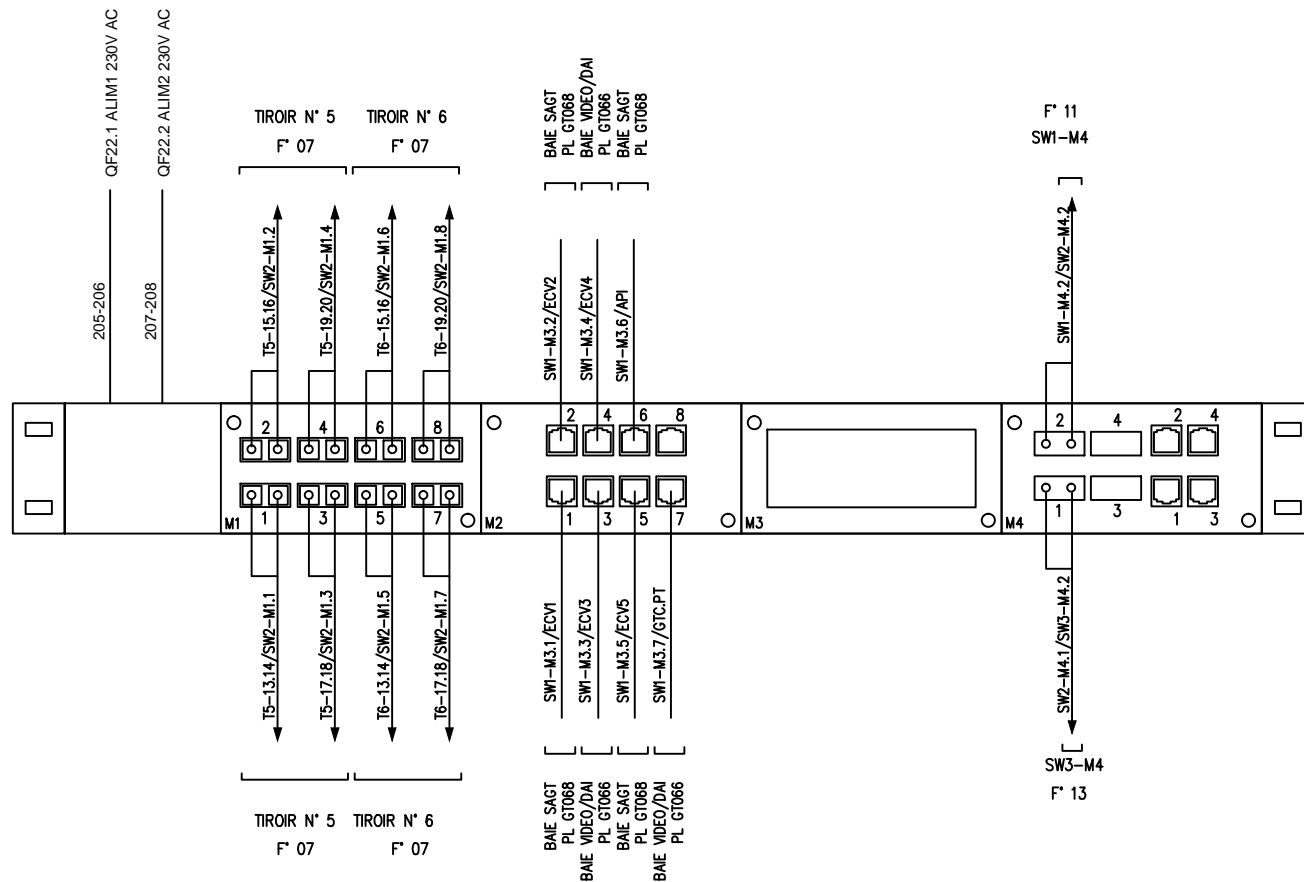 QF22.1 ALIM1 230V AC
QF22.2 ALIM2 230V AC
205-206
207-208
TIROIR N° 5
F° 07
TIROIR N° 6
F° 07
T5-15.16/SW2-M1.2
T5-19.20/SW2-M1.4
T6-15.16/SW2-M1.6
T6-19.20/SW2-M1.8
BAIE SAGT
PL GT068
BAIE VIDEO/DAI
PL GT066
BAIE SAGT
PL GT068
SW1-M3.2/ECV2
SW1-M3.4/ECV4
SW1-M3.6/API
F° 11
SW1-M4
SW1-M4.2/SW2-M4.2
2 4 6 8
2 4 6 8
2 4 2 4
1 3 5 7
1 3 5 7
1 3 1 3
M1
M2
M3
M4
T5-13.14/SW2-M1.1
T5-17.18/SW2-M1.3
T6-13.14/SW2-M1.5
T6-17.18/SW2-M1.7
TIROIR N° 5
F° 07
TIROIR N° 6
F° 07
SW1-M3.1/ECV1
SW1-M3.3/ECV3
SW1-M3.5/ECV5
SW1-M3.7/GTC.PT
BAIE SAGT
PL GT068
BAIE VIDEO/DAI
PL GT066
BAIE SAGT
PL GT068
BAIE VIDEO/DAI
PL GT066
SW2-M4.1/SW3-M4.2
SW3-M4
F° 13